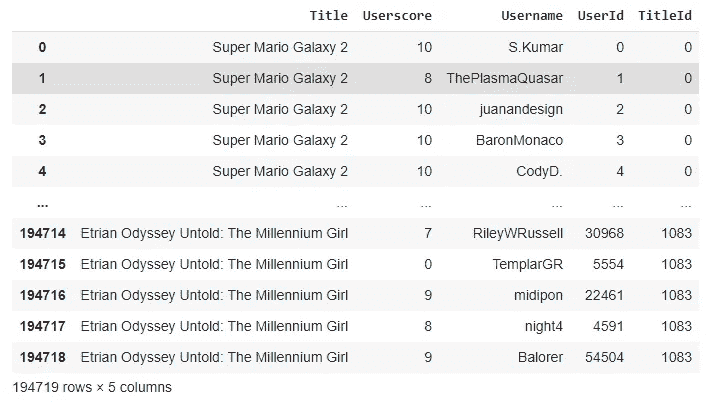 Title Userscore Username UserId TitleId
0 Super Mario Galaxy 2 10 S.Kumar 0 0
1 Super Mario Galaxy 2 8 ThePlasmaQuasar 1 0
2 Super Mario Galaxy 2 10 juanandesign 2 0
3 Super Mario Galaxy 2 10 BaronMonaco 3 0
4 Super Mario Galaxy 2 10 CodyD. 4 0
... ... ... ... ... ...
194714 Etrian Odyssey Untold: The Millennium Girl 7 RileyWRussell 30968 1083
194715 Etrian Odyssey Untold: The Millennium Girl 0 TemplarGR 5554 1083
194716 Etrian Odyssey Untold: The Millennium Girl 9 midipon 22461 1083
194717 Etrian Odyssey Untold: The Millennium Girl 8 night4 4591 1083
194718 Etrian Odyssey Untold: The Millennium Girl 9 Balorer 54504 1083
194719 rows × 5 columns